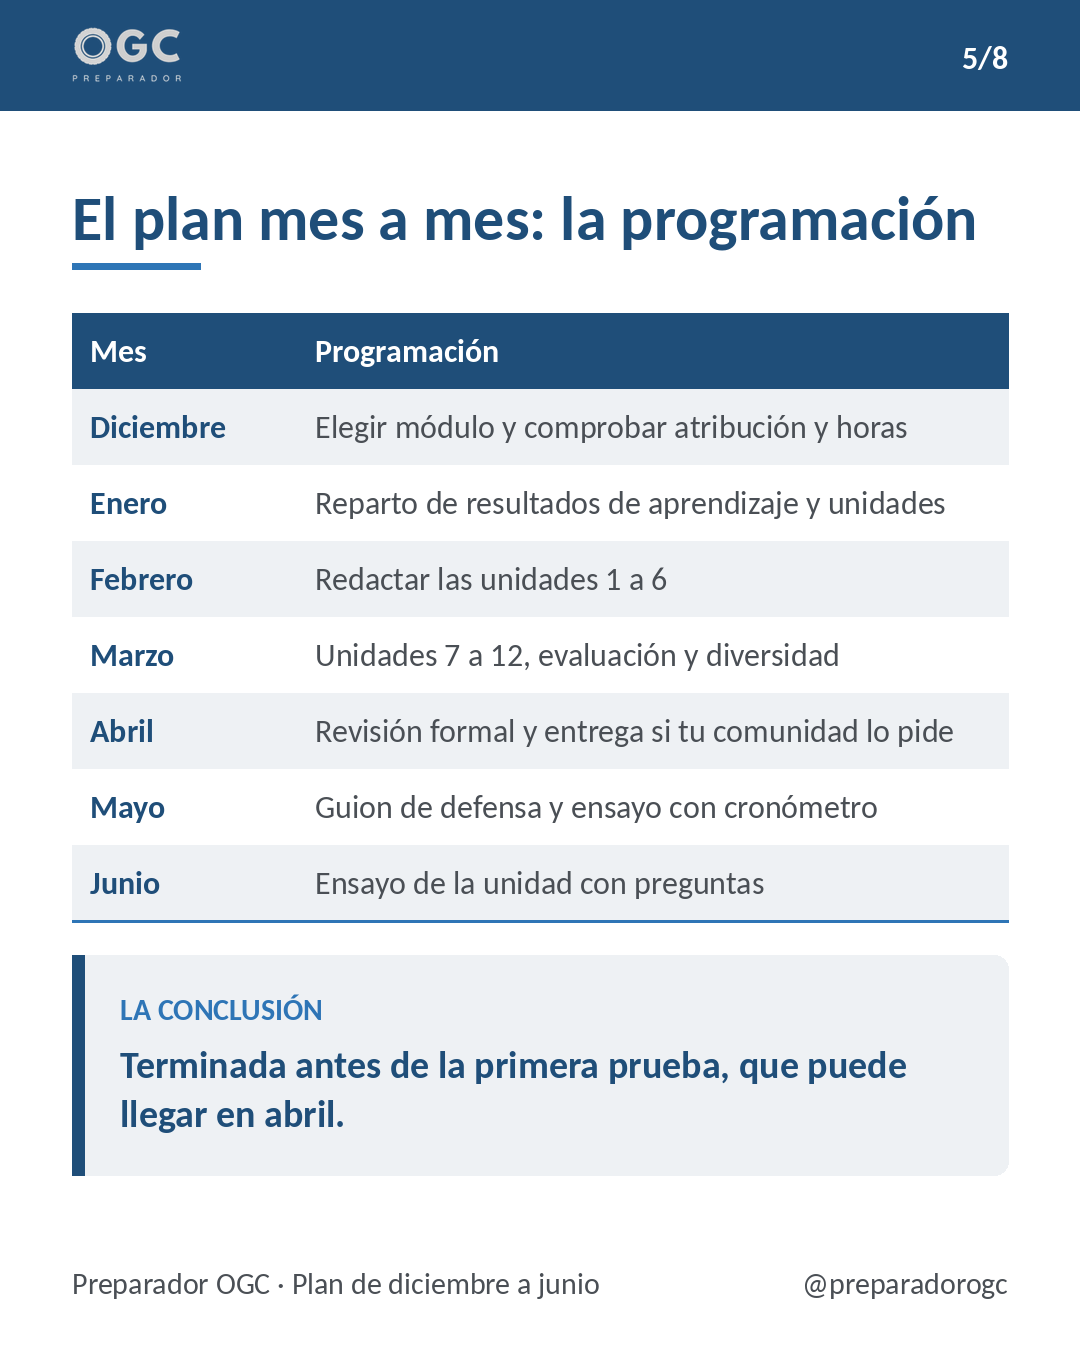 OGC
PREPARADOR
5/8
El plan mes a mes: la programación
Mes Programación
Diciembre Elegir módulo y comprobar atribución y horas
Enero Reparto de resultados de aprendizaje y unidades
Febrero Redactar las unidades 1 a 6
Marzo Unidades 7 a 12, evaluación y diversidad
Abril Revisión formal y entrega si tu comunidad lo pide
Mayo Guion de defensa y ensayo con cronómetro
Junio Ensayo de la unidad con preguntas
LA CONCLUSIÓN
Terminada antes de la primera prueba, que puede
llegar en abril.
Preparador OGC · Plan de diciembre a junio @preparadorogc